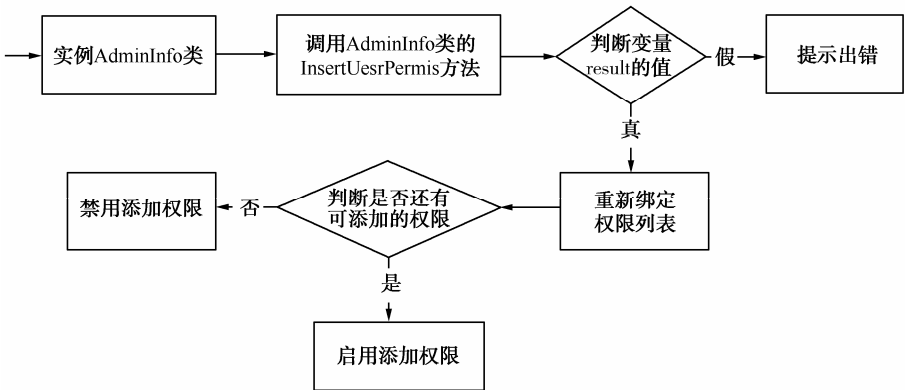 实例AdminInfo类
调用AdminInfo类的
InsertUesrPermis方法
判断变量
result的值
假
提示出错
真
重新绑定
权限列表
判断是否还有
可添加的权限
否
禁用添加权限
是
启用添加权限